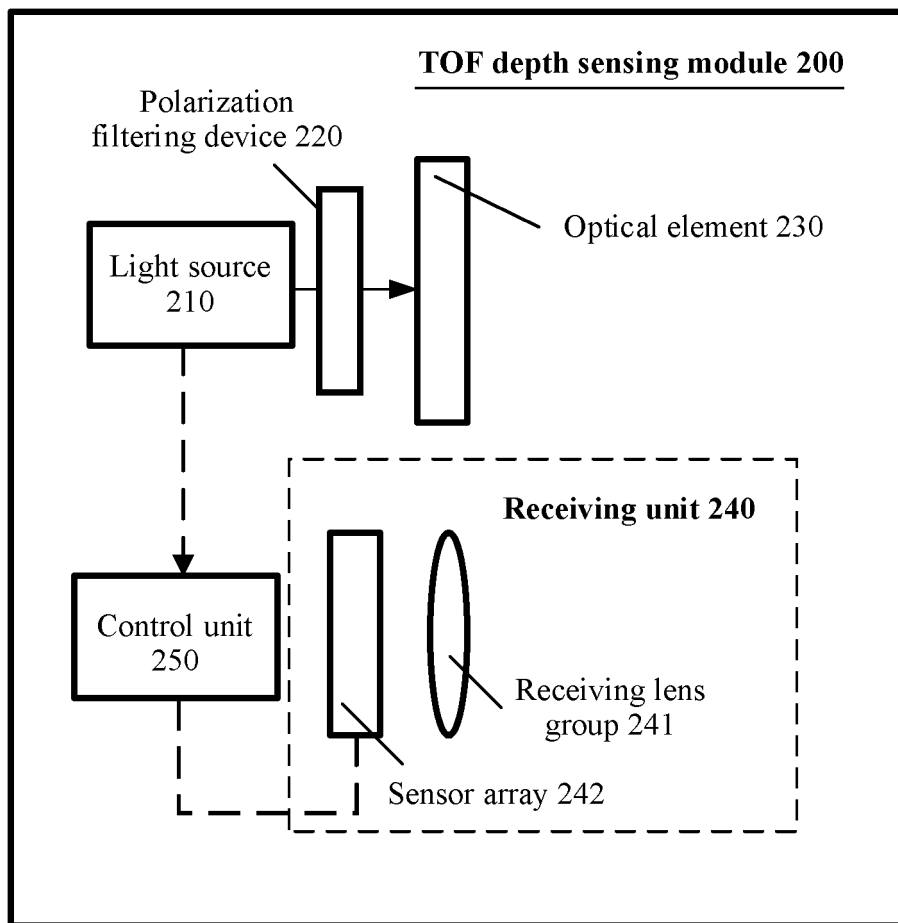 TOF depth sensing module 200
Polarization
filtering device 220
Optical element 230
Light source
210
Receiving unit 240
Control unit
250
Receiving lens
group 241
Sensor array 242